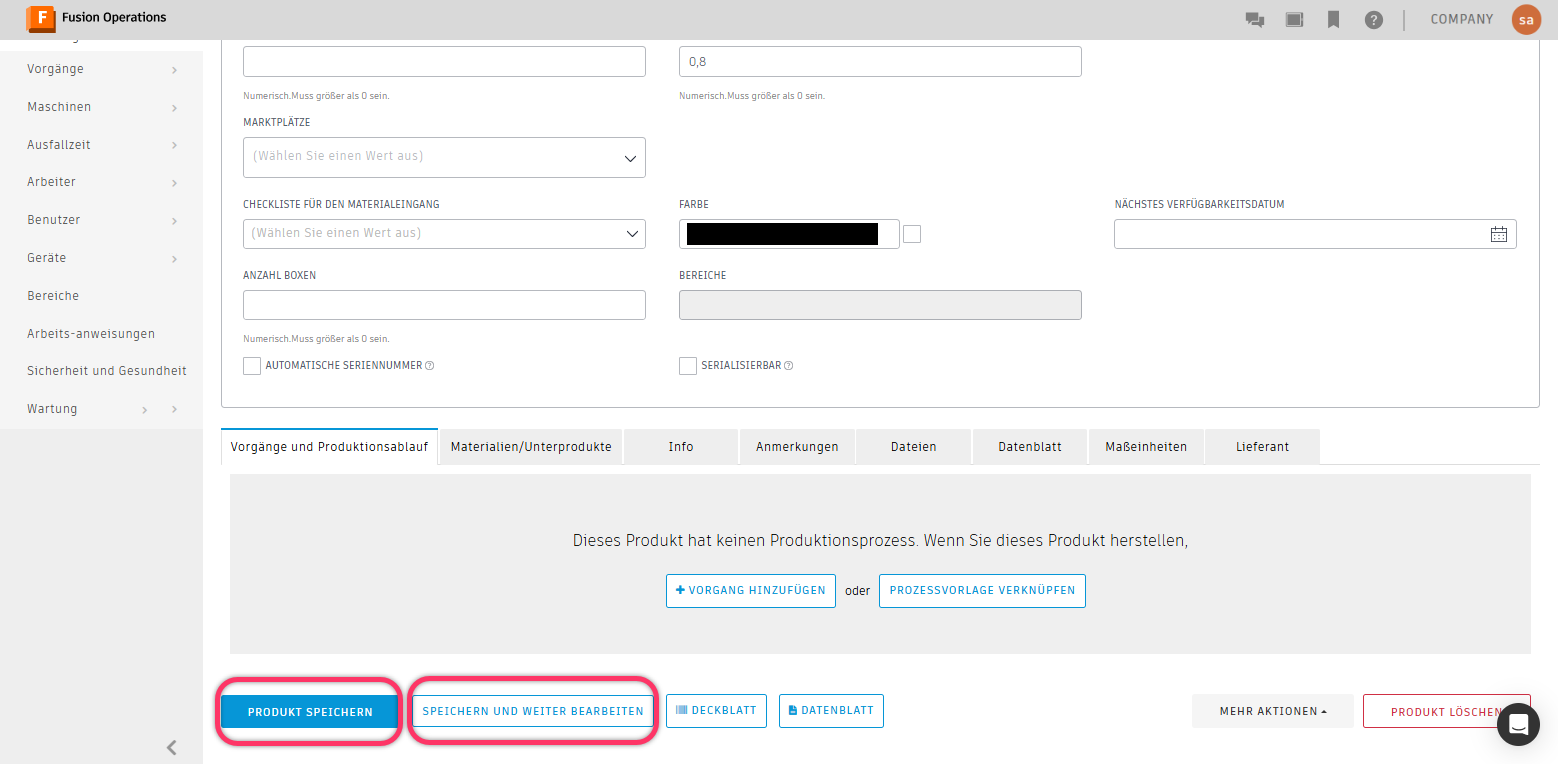 F Fusion Operations
COMPANY
sa
Vorgänge
Maschinen
Ausfallzeit
Arbeiter
Benutzer
Geräte
Bereiche
Arbeits-anweisungen
Sicherheit und Gesundheit
Wartung
0,8
Numerisch.Muss größer als 0 sein.
Numerisch.Muss größer als 0 sein.
MARKTPLÄTZE
(Wählen Sie einen Wert aus)
CHECKLISTE FÜR DEN MATERIALEINGANG
FARBE
NÄCHSTES VERFÜGBARKEITSDATUM
(Wählen Sie einen Wert aus)
ANZAHL BOXEN
BEREICHE
Numerisch.Muss größer als 0 sein.
AUTOMATISCHE SERIENNUMMER
SERIALISIERBAR
Vorgänge und Produktionsablauf
Materialien/Unterprodukte
Info
Anmerkungen
Dateien
Datenblatt
Maßeinheiten
Lieferant
Dieses Produkt hat keinen Produktionsprozess. Wenn Sie dieses Produkt herstellen,
+ VORGANG HINZUFÜGEN
oder
PROZESSVORLAGE VERKNÜPFEN
PRODUKT SPEICHERN
SPEICHERN UND WEITER BEARBEITEN
DECKBLATT
DATENBLATT
MEHR AKTIONEN
PRODUKT LÖSCHEN